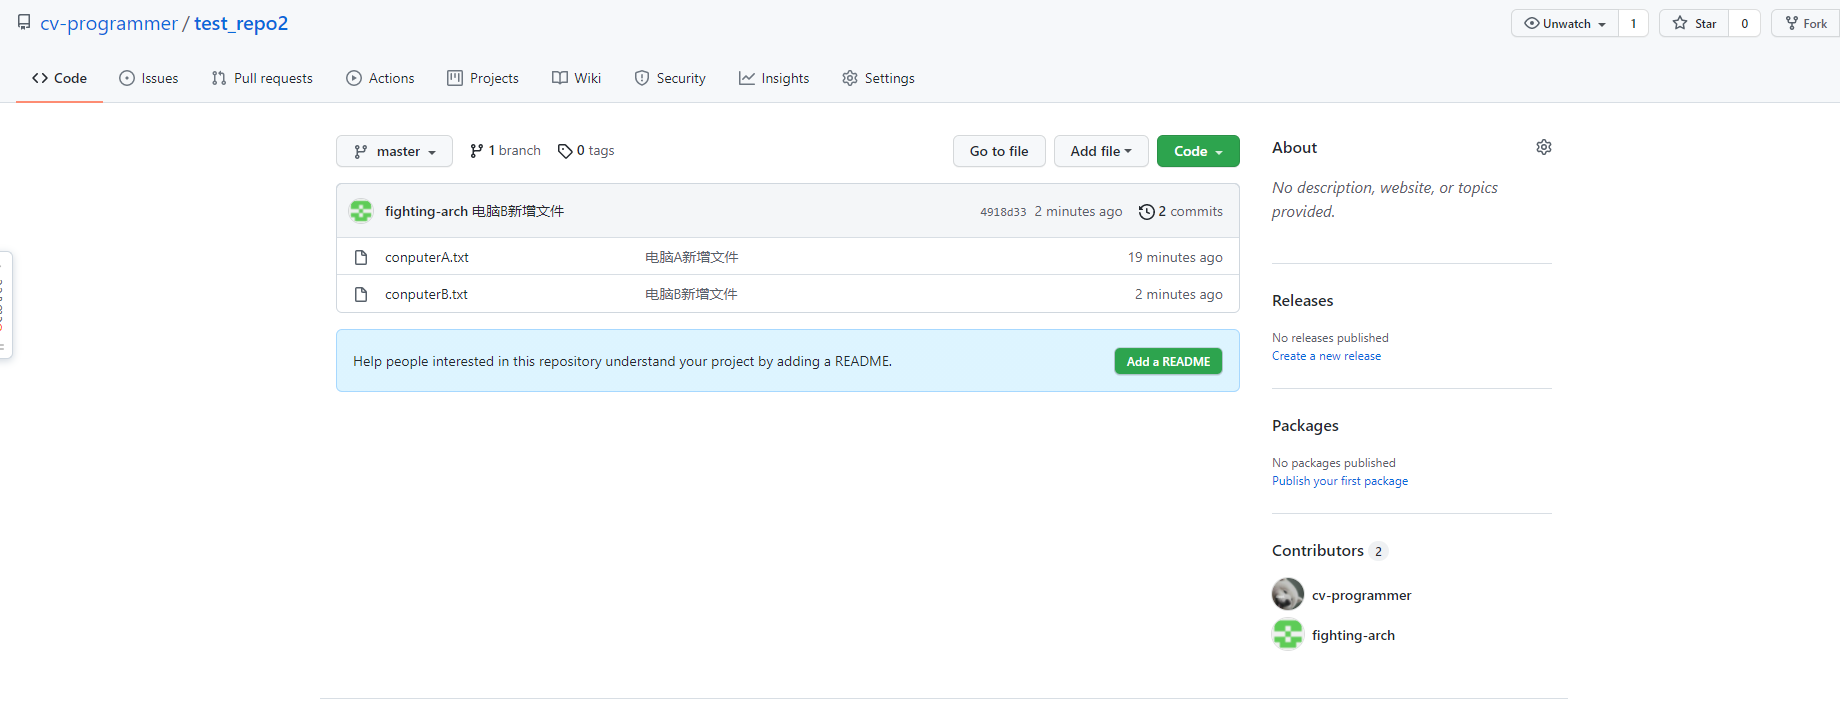 cv-programmer / test_repo2
Unwatch 1 Star 0 Fork
Code Issues Pull requests Actions Projects Wiki Security Insights Settings
master 1 branch 0 tags Go to file Add file Code
fighting-arch 电脑B新增文件 4918d33 2 minutes ago 2 commits
conputerA.txt 电脑A新增文件 19 minutes ago
conputerB.txt 电脑B新增文件 2 minutes ago
Help people interested in this repository understand your project by adding a README. Add a README
About
No description, website, or topics
provided.
Releases
No releases published
Create a new release
Packages
No packages published
Publish your first package
Contributors 2
cv-programmer
fighting-arch